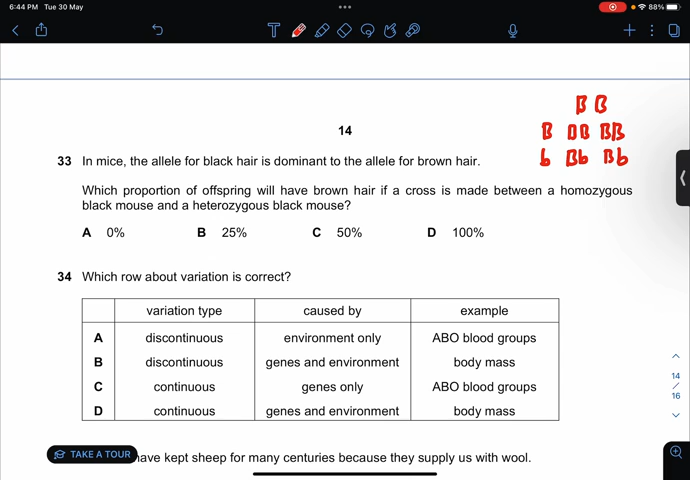 6:44 PM Tue 30 May
88%
B B
14
B BB BB
b Bb Bb
33 In mice, the allele for black hair is dominant to the allele for brown hair.
Which proportion of offspring will have brown hair if a cross is made between a homozygous
black mouse and a heterozygous black mouse?
A 0% B 25% C 50% D 100%
34 Which row about variation is correct?
variation type caused by example
A discontinuous environment only ABO blood groups
B discontinuous genes and environment body mass
C continuous genes only ABO blood groups
D continuous genes and environment body mass
14
/
16
TAKE A TOUR
have kept sheep for many centuries because they supply us with wool.